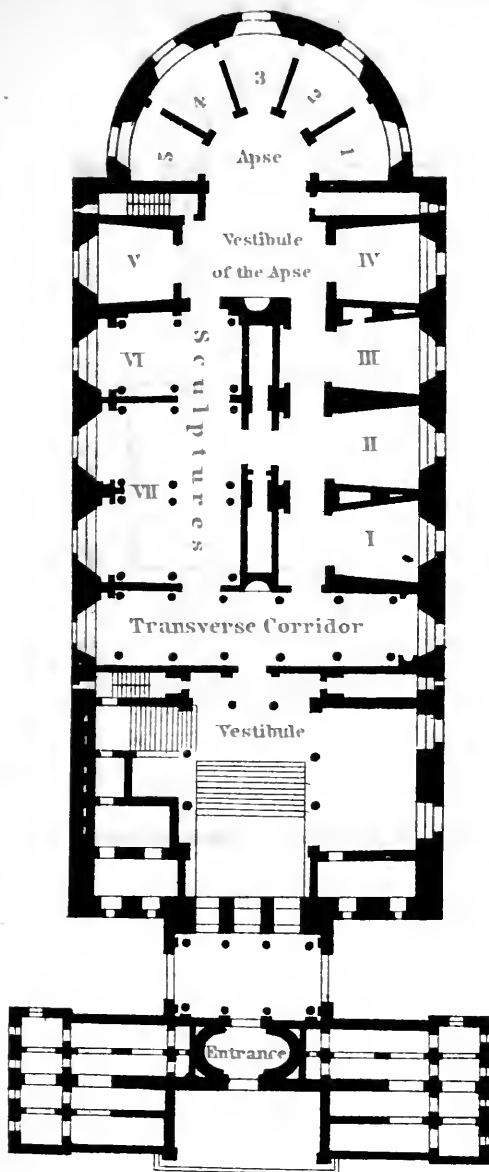 3
4
2
5
1
Apse
Vestibule
of the Apse
V
IV
VI
III
Sculptures
II
VII
I
Transverse Corridor
Vestibule
Entrance